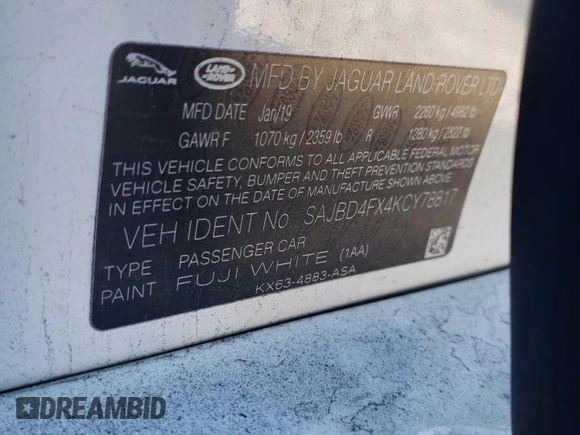 JAGUAR LAND ROVER MFD BY JAGUAR LAND ROVER LTD
MFD DATE Jan/19 GVWR 2260 kg / 4982 lb
GAWR F 1070 kg / 2359 lb R 1280 kg / 2822 lb
THIS VEHICLE CONFORMS TO ALL APPLICABLE FEDERAL MOTOR
VEHICLE SAFETY, BUMPER AND THEFT PREVENTION STANDARDS
IN EFFECT ON THE DATE OF MANUFACTURE SHOWN ABOVE
VEH IDENT No SAJBD4FX4KCY78817
TYPE PASSENGER CAR
PAINT FUJI WHITE (1AA)
KX63-4883-ASA
DREAMBID